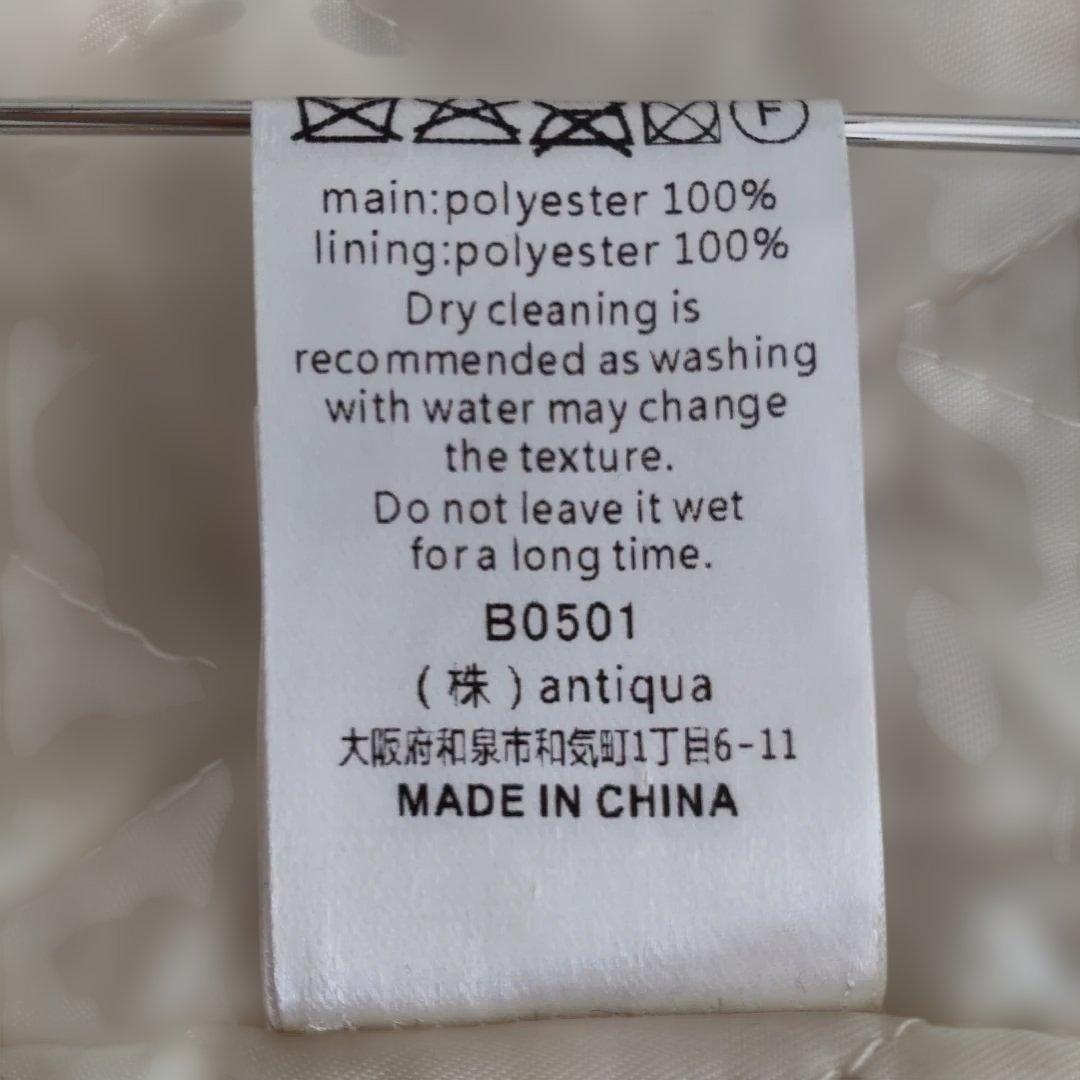 F
main:polyester 100%
lining:polyester 100%
Dry cleaning is
recommended as washing
with water may change
the texture.
Do not leave it wet
for a long time.
B0501
(株)antiqua
大阪府和泉市和気町1丁目6-11
MADE IN CHINA